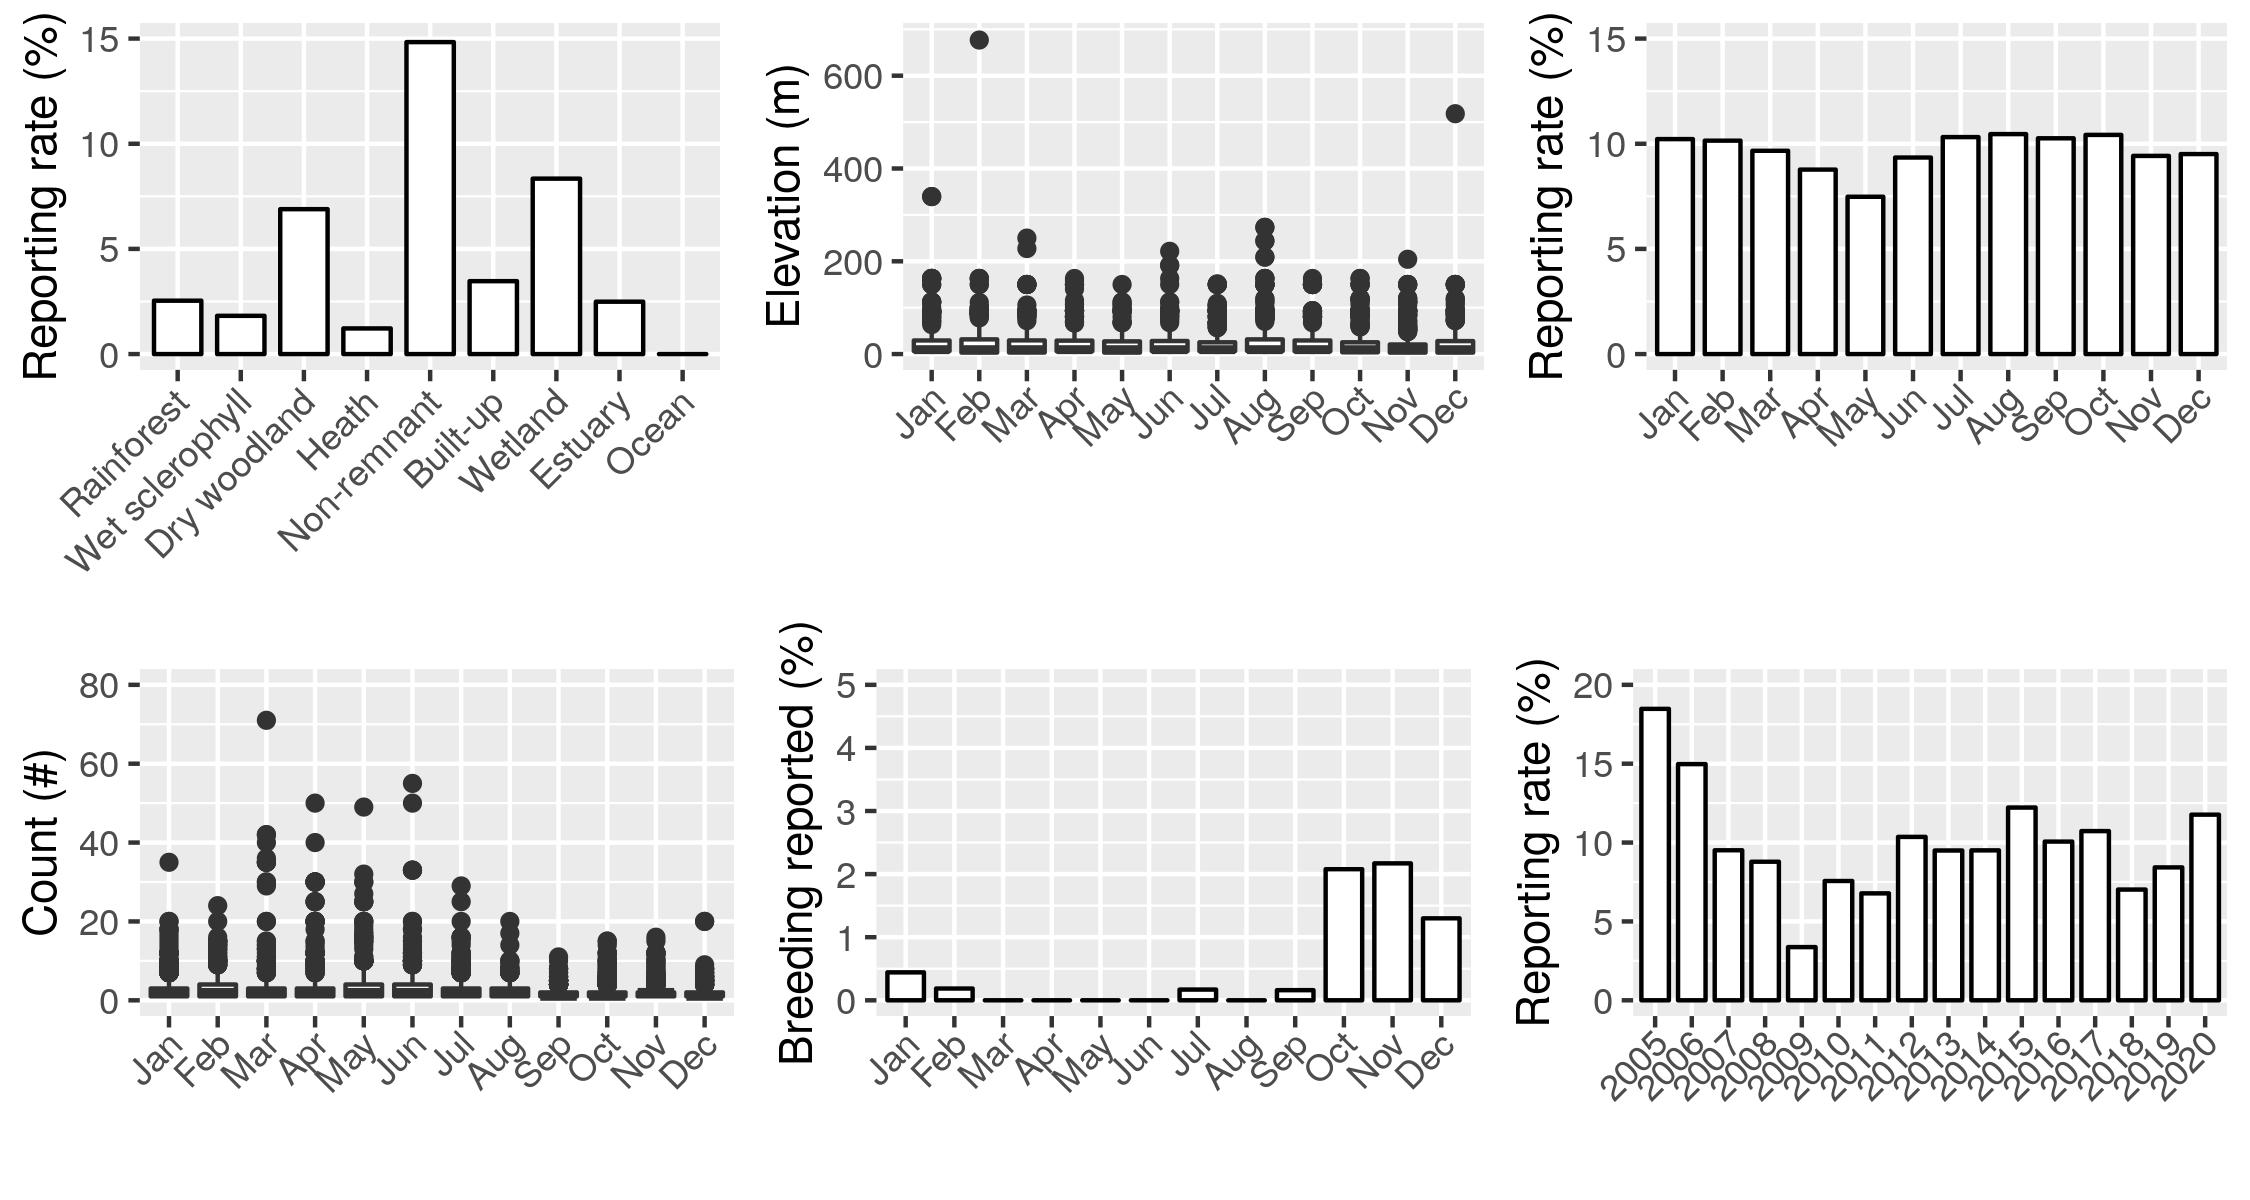 Reporting rate (%)
15
10
5
0
Rainforest
Wet sclerophyll
Dry woodland
Heath
Non-remnant
Built-up
Wetland
Estuary
Ocean
Elevation (m)
600
400
200
0
Jan
Feb
Mar
Apr
May
Jun
Jul
Aug
Sep
Oct
Nov
Dec
Reporting rate (%)
15
10
5
0
Jan
Feb
Mar
Apr
May
Jun
Jul
Aug
Sep
Oct
Nov
Dec
Count (#)
80
60
40
20
0
Jan
Feb
Mar
Apr
May
Jun
Jul
Aug
Sep
Oct
Nov
Dec
Breeding reported (%)
5
4
3
2
1
0
Jan
Feb
Mar
Apr
May
Jun
Jul
Aug
Sep
Oct
Nov
Dec
Reporting rate (%)
20
15
10
5
0
2005
2006
2007
2008
2009
2010
2011
2012
2013
2014
2015
2016
2017
2018
2019
2020